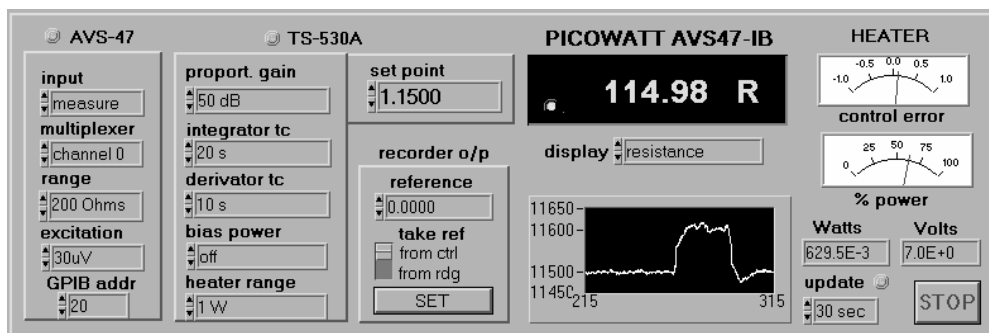 AVS-47
input
measure
multiplexer
channel 0
range
200 Ohms
excitation
30uV
GPIB addr
20
TS-530A
proport. gain
50 dB
integrator tc
20 s
derivator tc
10 s
bias power
off
heater range
1 W
set point
1.1500
recorder o/p
reference
0.0000
take ref
from ctrl
from rdg
SET
PICOWATT AVS47-IB
114.98 R
display resistance
11650
11600
11500
11450
215 315
HEATER
-1.0 -0.5 0.0 0.5 1.0
control error
0 25 50 75 100
% power
Watts Volts
629.5E-3 7.0E+0
update
30 sec
STOP